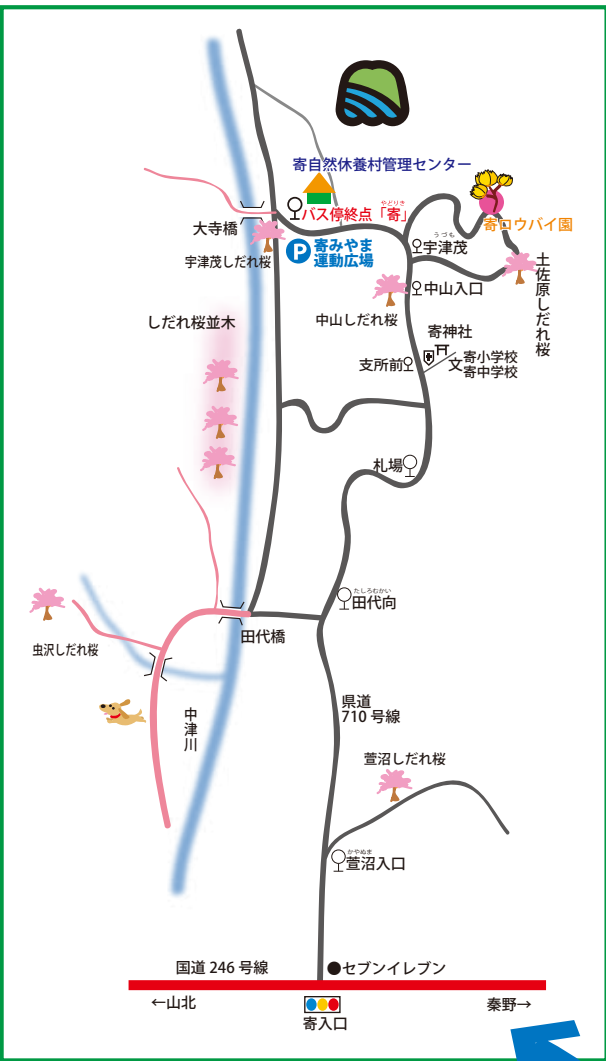 寄自然休養村管理センター
やどりき
バス停終点「寄」
大寺橋
寄ロウバイ園
うづも
宇津茂
P
寄みやま
運動広場
宇津茂しだれ桜
土佐原しだれ桜
中山入口
中山しだれ桜
しだれ桜並木
寄神社
支所前
文
寄小学校
寄中学校
札場
たしろむかい
田代向
田代橋
虫沢しだれ桜
県道
710 号線
中津川
萱沼しだれ桜
かやぬま
萱沼入口
国道 246 号線
●セブンイレブン
←山北
秦野→
寄入口